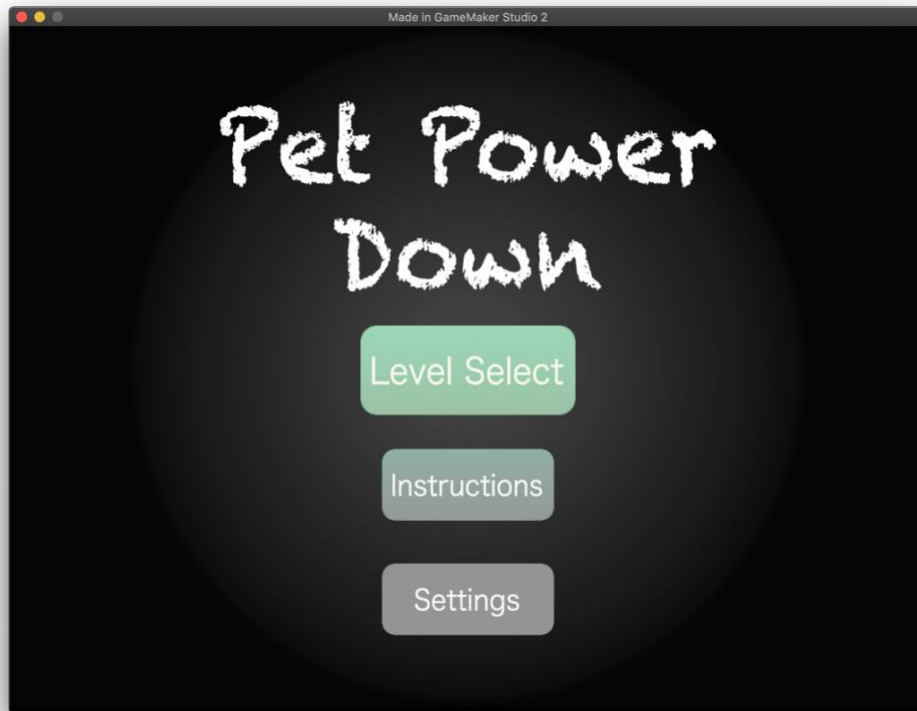 Made in GameMaker Studio 2
Pet Power
Down
Level Select
Instructions
Settings